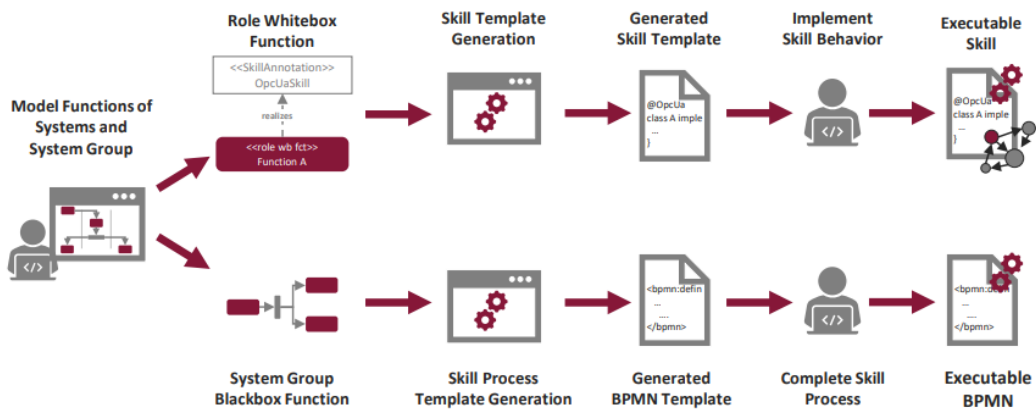 Role Whitebox
Function
Skill Template
Generation
Generated
Skill Template
Implement
Skill Behavior
Executable
Skill
<<SkillAnnotation>>
OpcUaSkill
realizes
<<role wb fct>>
Function A
@OpcUa
class A imple
...
}
</>
@OpcUa
class A imple
...
}
Model Functions of
Systems and
System Group
</>
<bpmn:defin
...
....
</bpmn>
</>
<bpmn:defin
...
....
</bpmn>
System Group
Blackbox Function
Skill Process
Template Generation
Generated
BPMN Template
Complete Skill
Process
Executable
BPMN